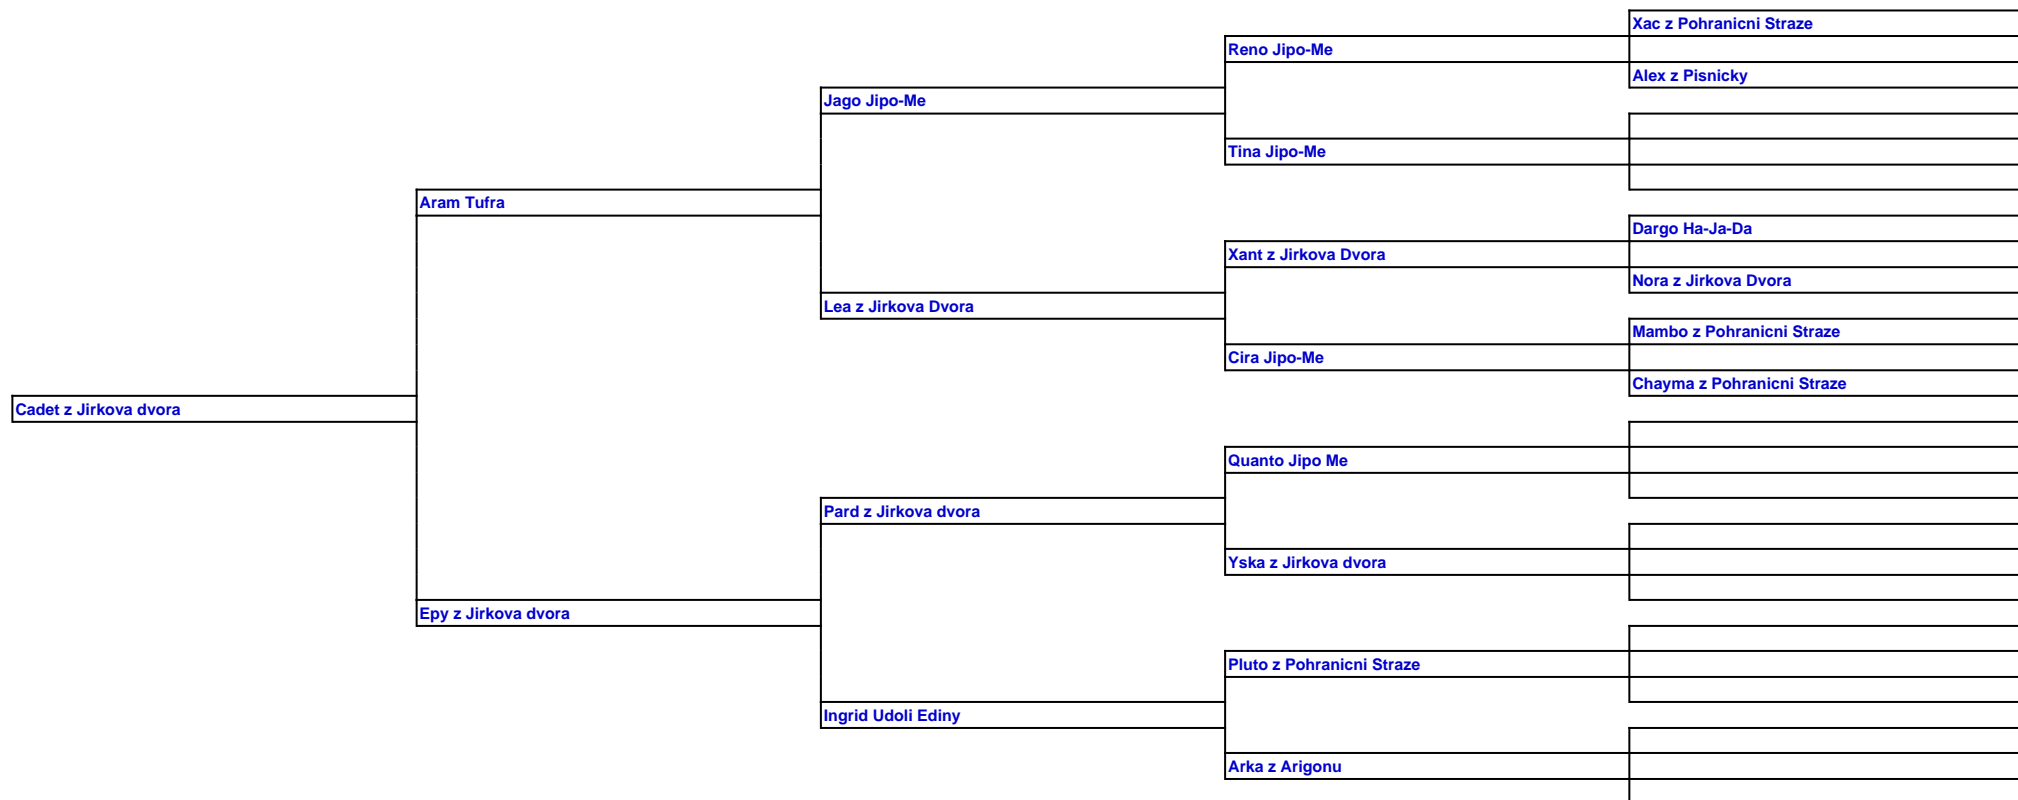 Xac z Pohranicni Straze
Reno Jipo-Me
Alex z Pisnicky
Jago Jipo-Me
Tina Jipo-Me
Aram Tufra
Dargo Ha-Ja-Da
Xant z Jirkova Dvora
Nora z Jirkova Dvora
Lea z Jirkova Dvora
Mambo z Pohranicni Straze
Cira Jipo-Me
Chayma z Pohranicni Straze
Cadet z Jirkova dvora
Quanto Jipo Me
Pard z Jirkova dvora
Yska z Jirkova dvora
Epy z Jirkova dvora
Pluto z Pohranicni Straze
Ingrid Udoli Ediny
Arka z Arigonu